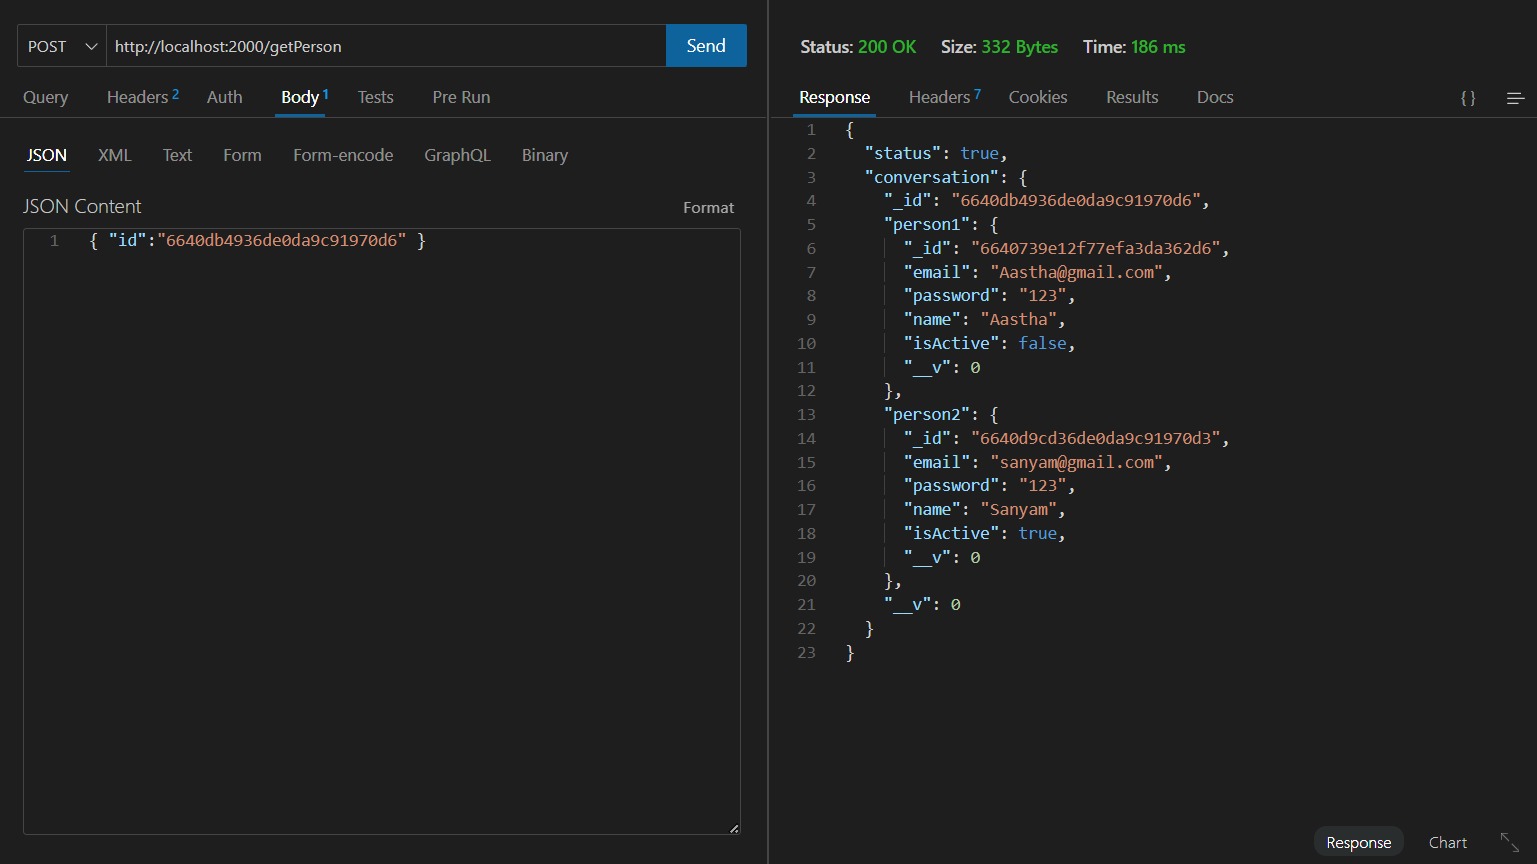 POST http://localhost:2000/getPerson Send
Query Headers 2 Auth Body 1 Tests Pre Run
JSON XML Text Form Form-encode GraphQL Binary
JSON Content Format
1 { "id":"6640db4936de0da9c91970d6" }
Status: 200 OK Size: 332 Bytes Time: 186 ms
Response Headers 7 Cookies Results Docs {}
1 {
2 "status": true,
3 "conversation": {
4 "_id": "6640db4936de0da9c91970d6",
5 "person1": {
6 "_id": "6640739e12f77efa3da362d6",
7 "email": "Aastha@gmail.com",
8 "password": "123",
9 "name": "Aastha",
10 "isActive": false,
11 "__v": 0
12 },
13 "person2": {
14 "_id": "6640d9cd36de0da9c91970d3",
15 "email": "sanyam@gmail.com",
16 "password": "123",
17 "name": "Sanyam",
18 "isActive": true,
19 "__v": 0
20 },
21 "__v": 0
22 }
23 }
Response Chart